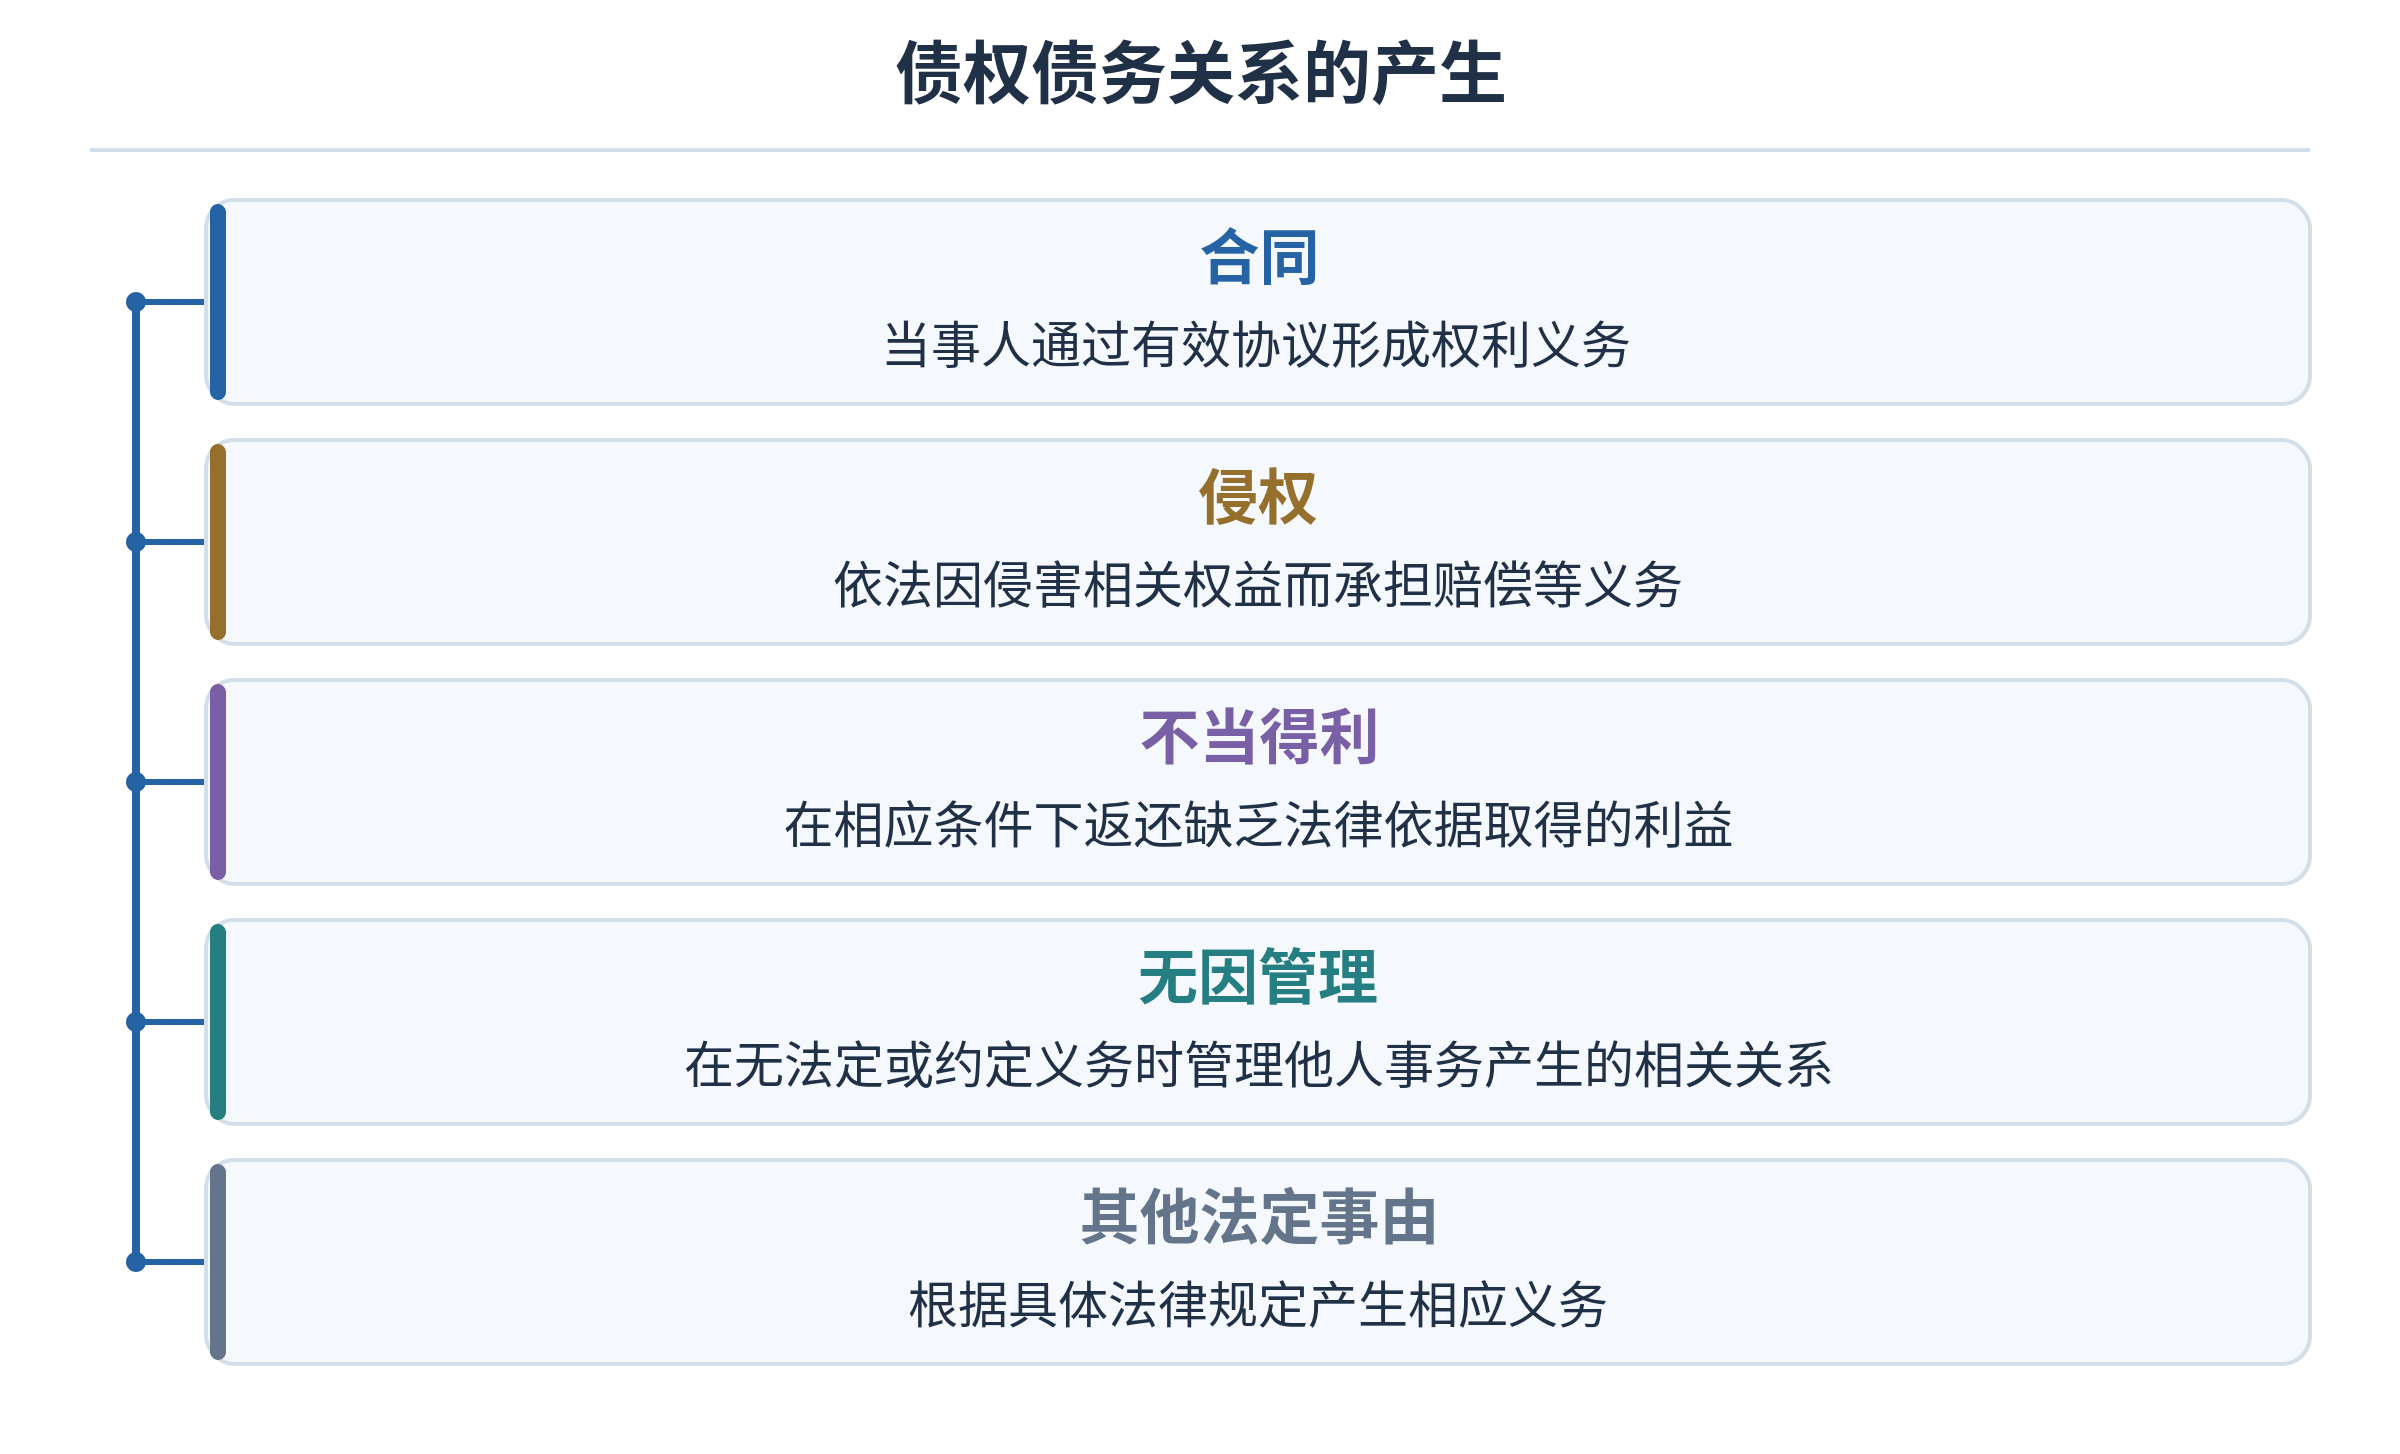 债权债务关系的产生
合同
当事人通过有效协议形成权利义务
侵权
依法因侵害相关权益而承担赔偿等义务
不当得利
在相应条件下返还缺乏法律依据取得的利益
无因管理
在无法定或约定义务时管理他人事务产生的相关关系
其他法定事由
根据具体法律规定产生相应义务